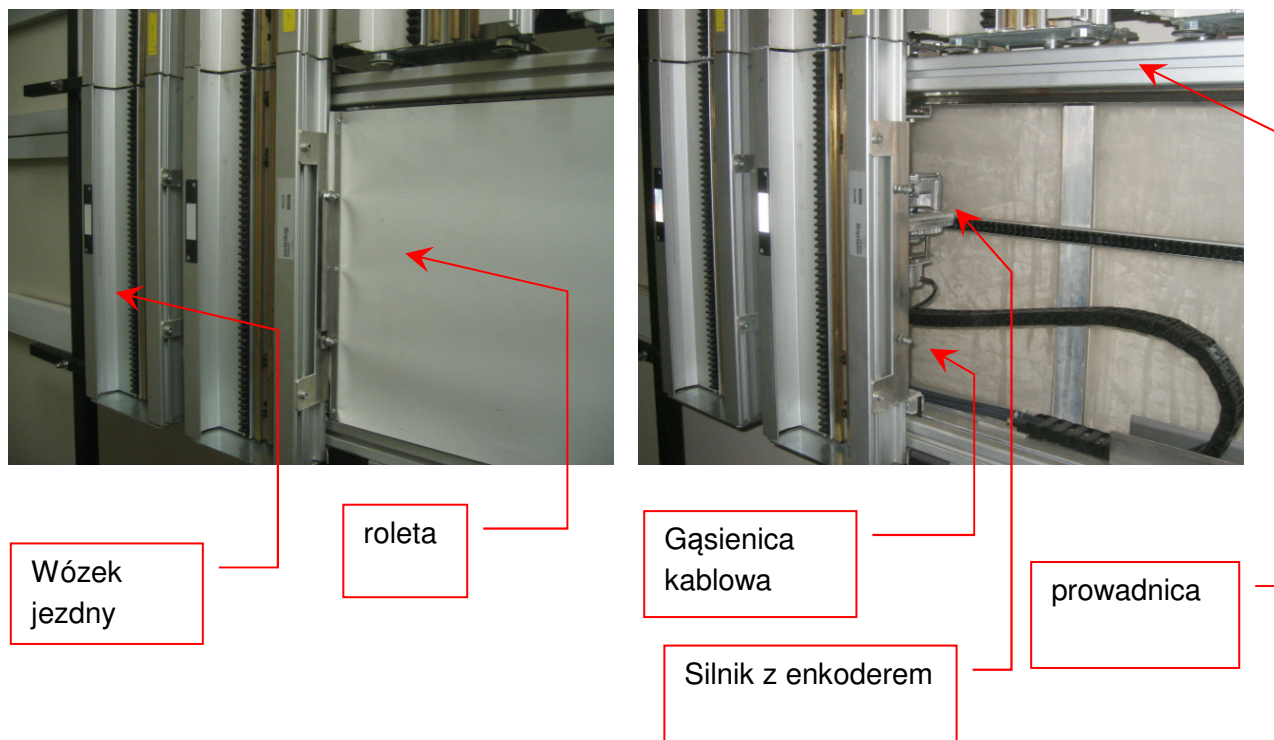 roleta
Wózek
jezdny
Gąsienica
kablowa
prowadnica
Silnik z enkoderem